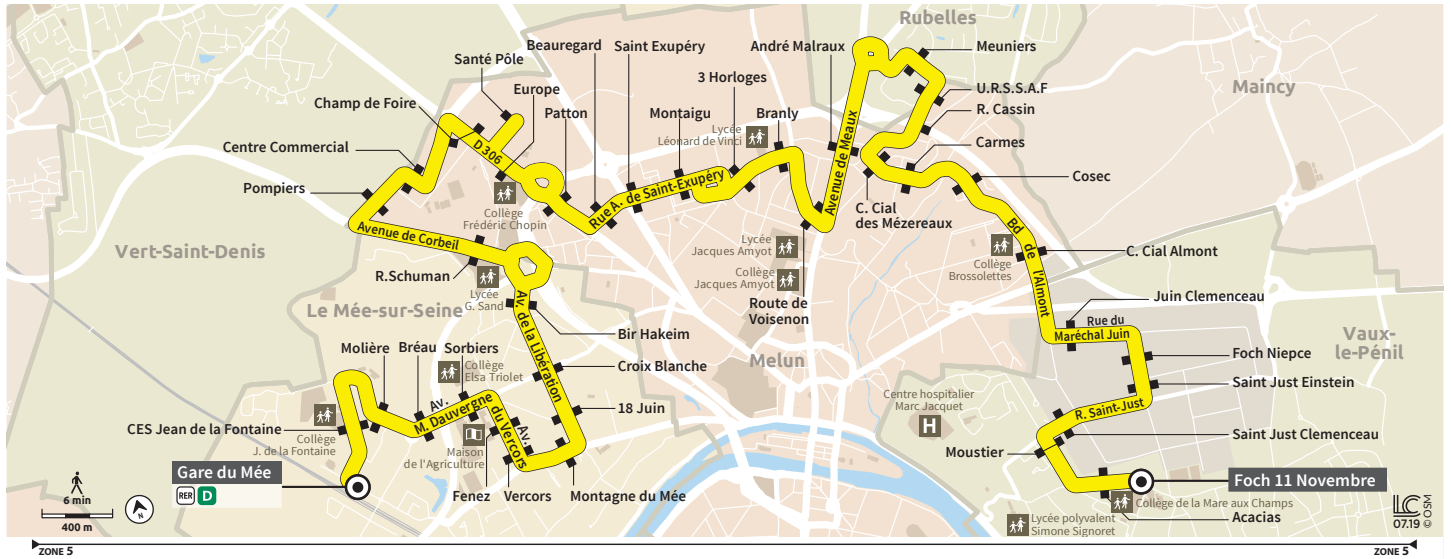 Rubelles
Beauregard
Saint Exupéry
André Malraux
Meuniers
Santé Pôle
3 Horloges
Maincy
Europe
U.R.S.S.A.F
Champ de Foire
Patton
Montaigu
Branly
R. Cassin
Lycée
Léonard de Vinci
Centre Commercial
D 306
Carmes
Avenue de Meaux
Pompiers
Rue A. de Saint-Exupéry
Cosec
Collège
Frédéric Chopin
C. Cial
des Mézereaux
Avenue de Corbeil
Bd de l'Almont
Vert-Saint-Denis
Lycée
Jacques Amyot
Collège
Brossolettes
C. Cial Almont
R.Schuman
Collège
Jacques Amyot
Lycée
G. Sand
Juin Clemenceau
Le Mée-sur-Seine
Av. de la Libération
Route de
Voisenon
Rue du
Maréchal Juin
Bir Hakeim
Vaux-
le-Pénil
Molière
Bréau
Sorbiers
Melun
Foch Niepce
Collège
Elsa Triolet
Croix Blanche
Saint Just Einstein
Centre hospitalier
Marc Jacquet
H
Av.
M. Dauvergne
Av.
du Vercors
18 Juin
R. Saint-Just
CES Jean de la Fontaine
Collège
J. de la Fontaine
Saint Just Clemenceau
Maison
de l'Agriculture
Moustier
Gare du Mée
RER D
Foch 11 Novembre
Fenez
Vercors
Montagne du Mée
6 min
400 m
N
Collège de la Mare aux Champs
Lycée polyvalent
Simone Signoret
Acacias
LC
07.19
© OSM
ZONE 5
ZONE 5